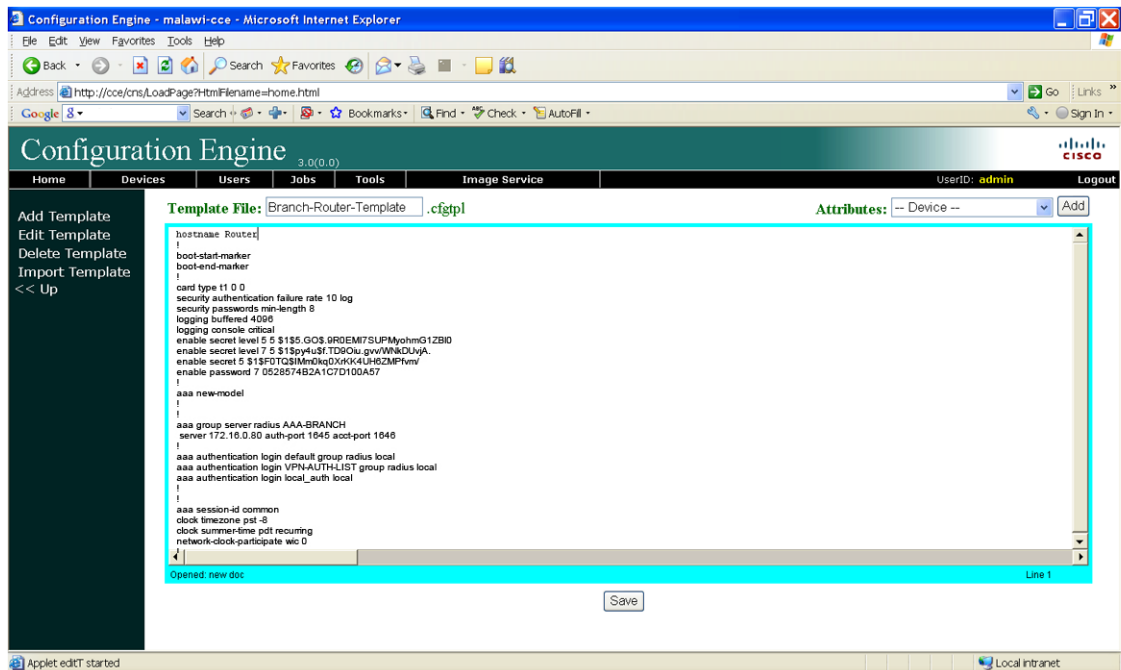 Configuration Engine - malawi-cce - Microsoft Internet Explorer
File Edit View Favorites Tools Help
Back Search Favorites
Address http://cce/cns/LoadPage?HtmlFilename=home.html Go Links »
Google Search Bookmarks Find Check AutoFill Sign In
Configuration Engine 3.0(0.0) CISCO
Home Devices Users Jobs Tools Image Service UserID: admin Logout
Add Template
Edit Template
Delete Template
Import Template
<< Up
Template File: Branch-Router-Template .cfgtpl Attributes: -- Device -- Add
hostname Router
!
boot-start-marker
boot-end-marker
!
card type t1 0 0
security authentication failure rate 10 log
security passwords min-length 8
logging buffered 4096
logging console critical
enable secret level 5 5 $1$5.GO$.9R0EMI7SUPMyohmG1ZBI0
enable secret level 7 5 $1$py4u$f.TD9Oiu.gvv/WNkDUvjA.
enable secret 5 $1$F0TQ$IMm0kq0XrKK4UH6ZMPfvm/
enable password 7 0528574B2A1C7D100A57
!
aaa new-model
!
!
aaa group server radius AAA-BRANCH
server 172.16.0.80 auth-port 1645 acct-port 1646
!
aaa authentication login default group radius local
aaa authentication login VPN-AUTH-LIST group radius local
aaa authentication login local_auth local
!
!
aaa session-id common
clock timezone pst -8
clock summer-time pdt recurring
network-clock-participate wic 0
!
Opened: new doc Line 1
Save
Applet editT started Local intranet